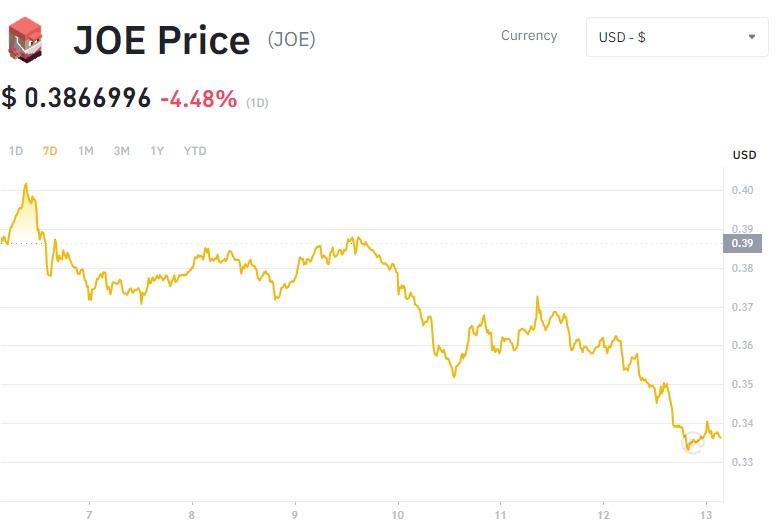 JOE Price (JOE)
Currency
USD - $
$ 0.3866996 -4.48% (1D)
1D 7D 1M 3M 1Y YTD
USD
0.40
0.39
0.39
0.38
0.37
0.36
0.35
0.34
0.33
7 8 9 10 11 12 13